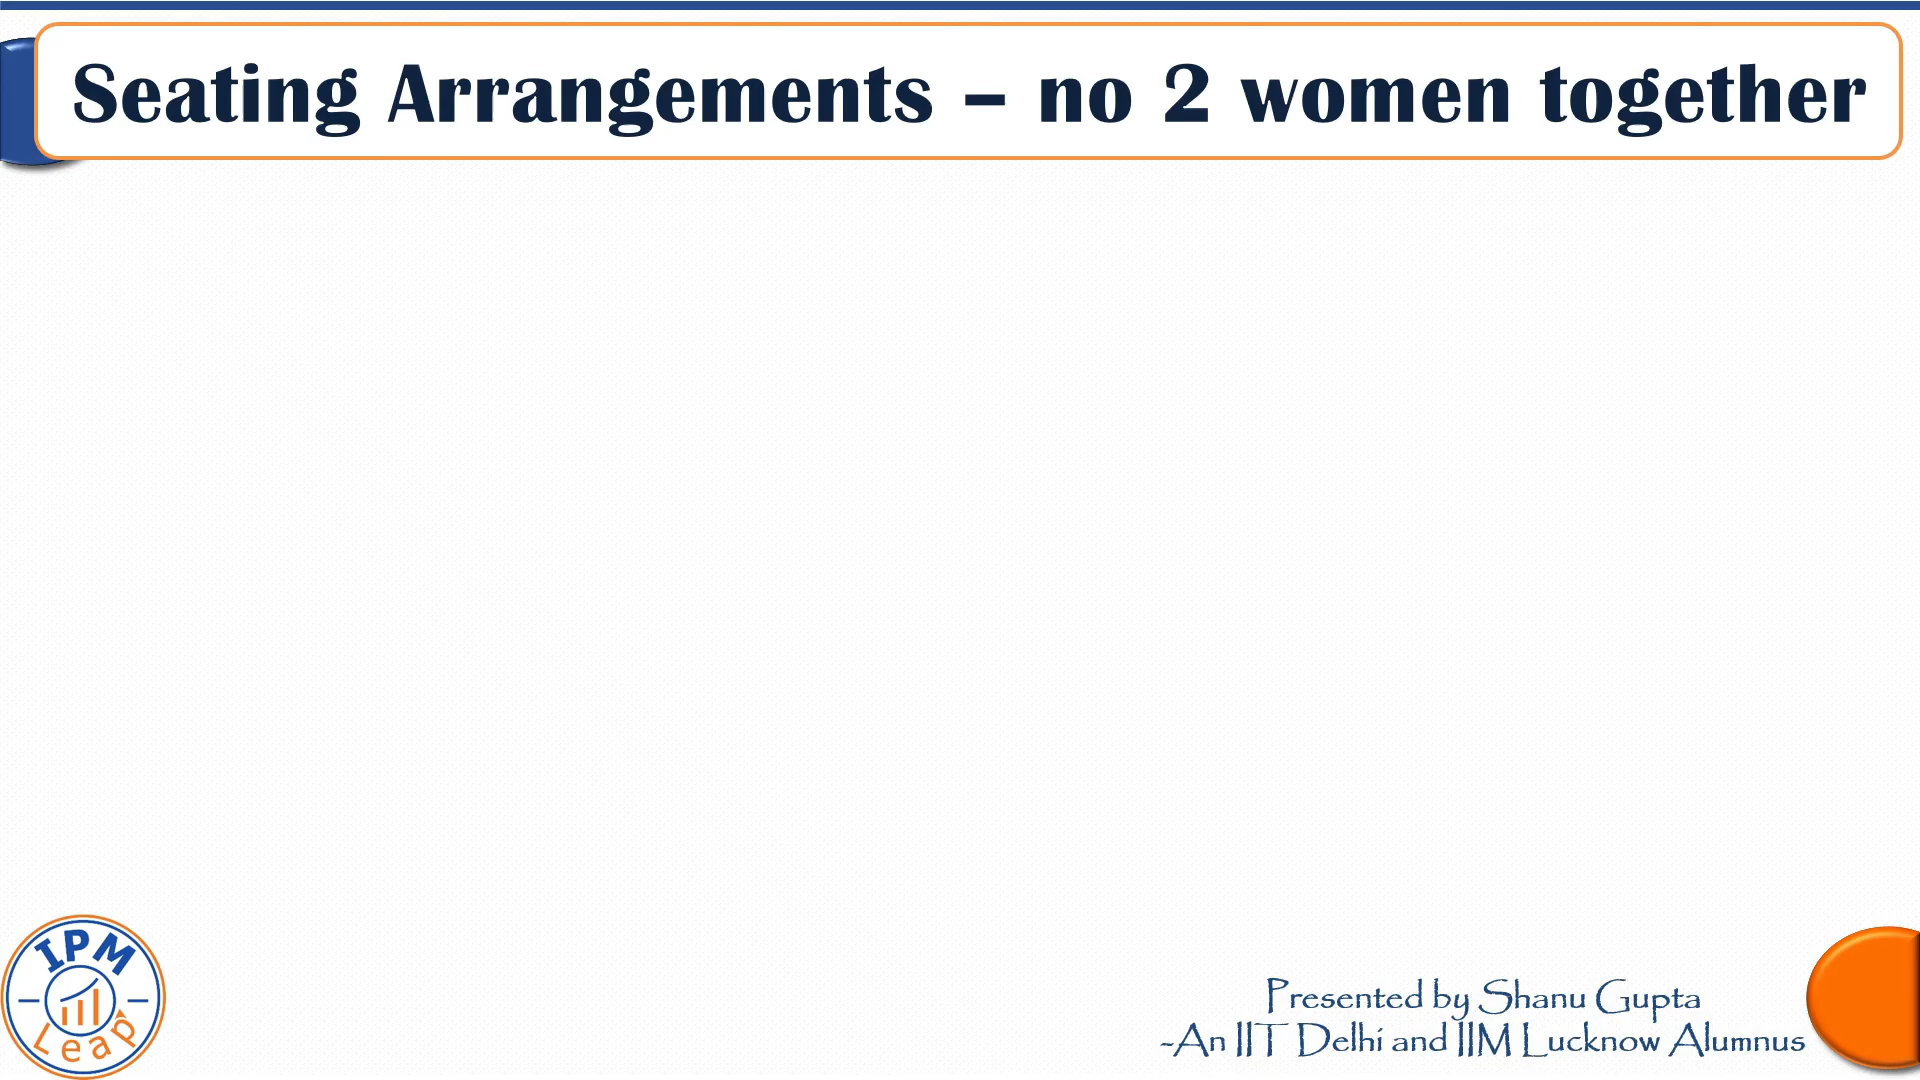 Seating Arrangements – no 2 women together
IPM
Leap
Presented by Shanu Gupta
-An IIT Delhi and IIM Lucknow Alumnus